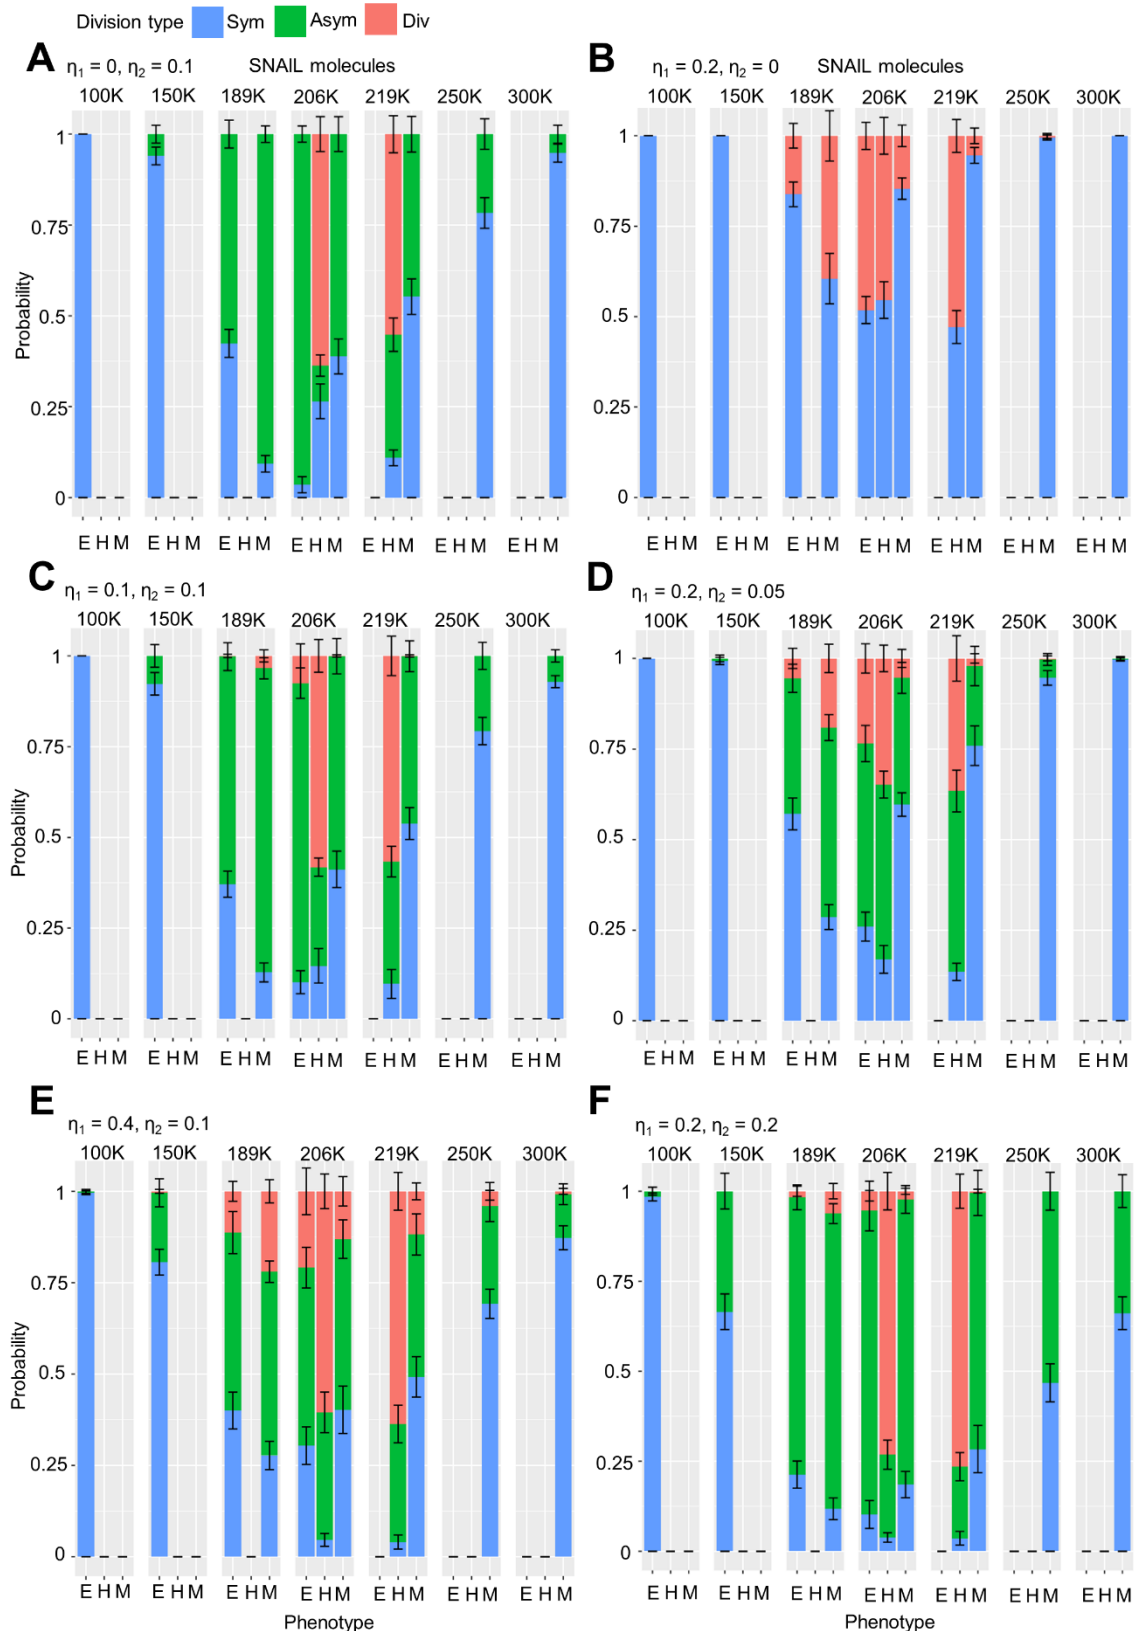 Division type Sym Asym Div
A
η1 = 0, η2 = 0.1 SNAIL molecules
100K 150K 189K 206K 219K 250K 300K
1
0.75
0.5
0.25
0
Probability
E H M E H M E H M E H M E H M E H M E H M
B
η1 = 0.2, η2 = 0 SNAIL molecules
100K 150K 189K 206K 219K 250K 300K
1
0.75
0.5
0.25
0
E H M E H M E H M E H M E H M E H M E H M
C
η1 = 0.1, η2 = 0.1
100K 150K 189K 206K 219K 250K 300K
1
0.75
0.5
0.25
0
Probability
E H M E H M E H M E H M E H M E H M E H M
D
η1 = 0.2, η2 = 0.05
100K 150K 189K 206K 219K 250K 300K
1
0.75
0.5
0.25
0
Probability
E H M E H M E H M E H M E H M E H M E H M
E
η1 = 0.4, η2 = 0.1
100K 150K 189K 206K 219K 250K 300K
1
0.75
0.5
0.25
0
Probability
E H M E H M E H M E H M E H M E H M E H M
Phenotype
F
η1 = 0.2, η2 = 0.2
100K 150K 189K 206K 219K 250K 300K
1
0.75
0.5
0.25
0
Probability
E H M E H M E H M E H M E H M E H M E H M
Phenotype